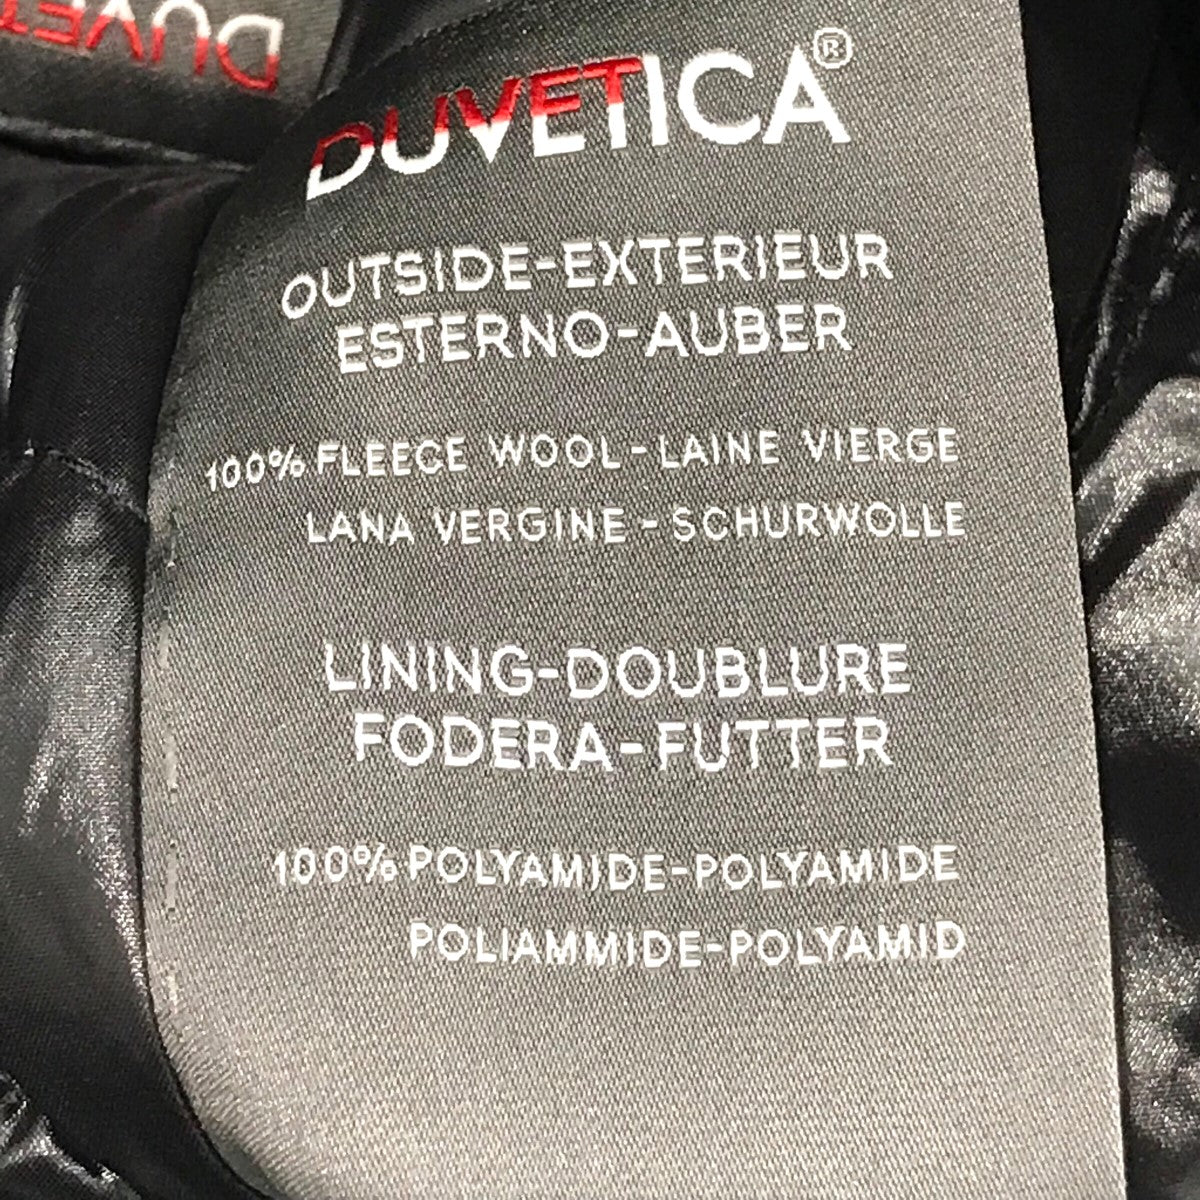 DUVETICA®
OUTSIDE-EXTERIEUR
ESTERNO-AUBER
100% FLEECE WOOL-LAINE VIERGE
LANA VERGINE-SCHURWOLLE
LINING-DOUBLURE
FODERA-FUTTER
100% POLYAMIDE-POLYAMIDE
POLIAMMIDE-POLYAMID